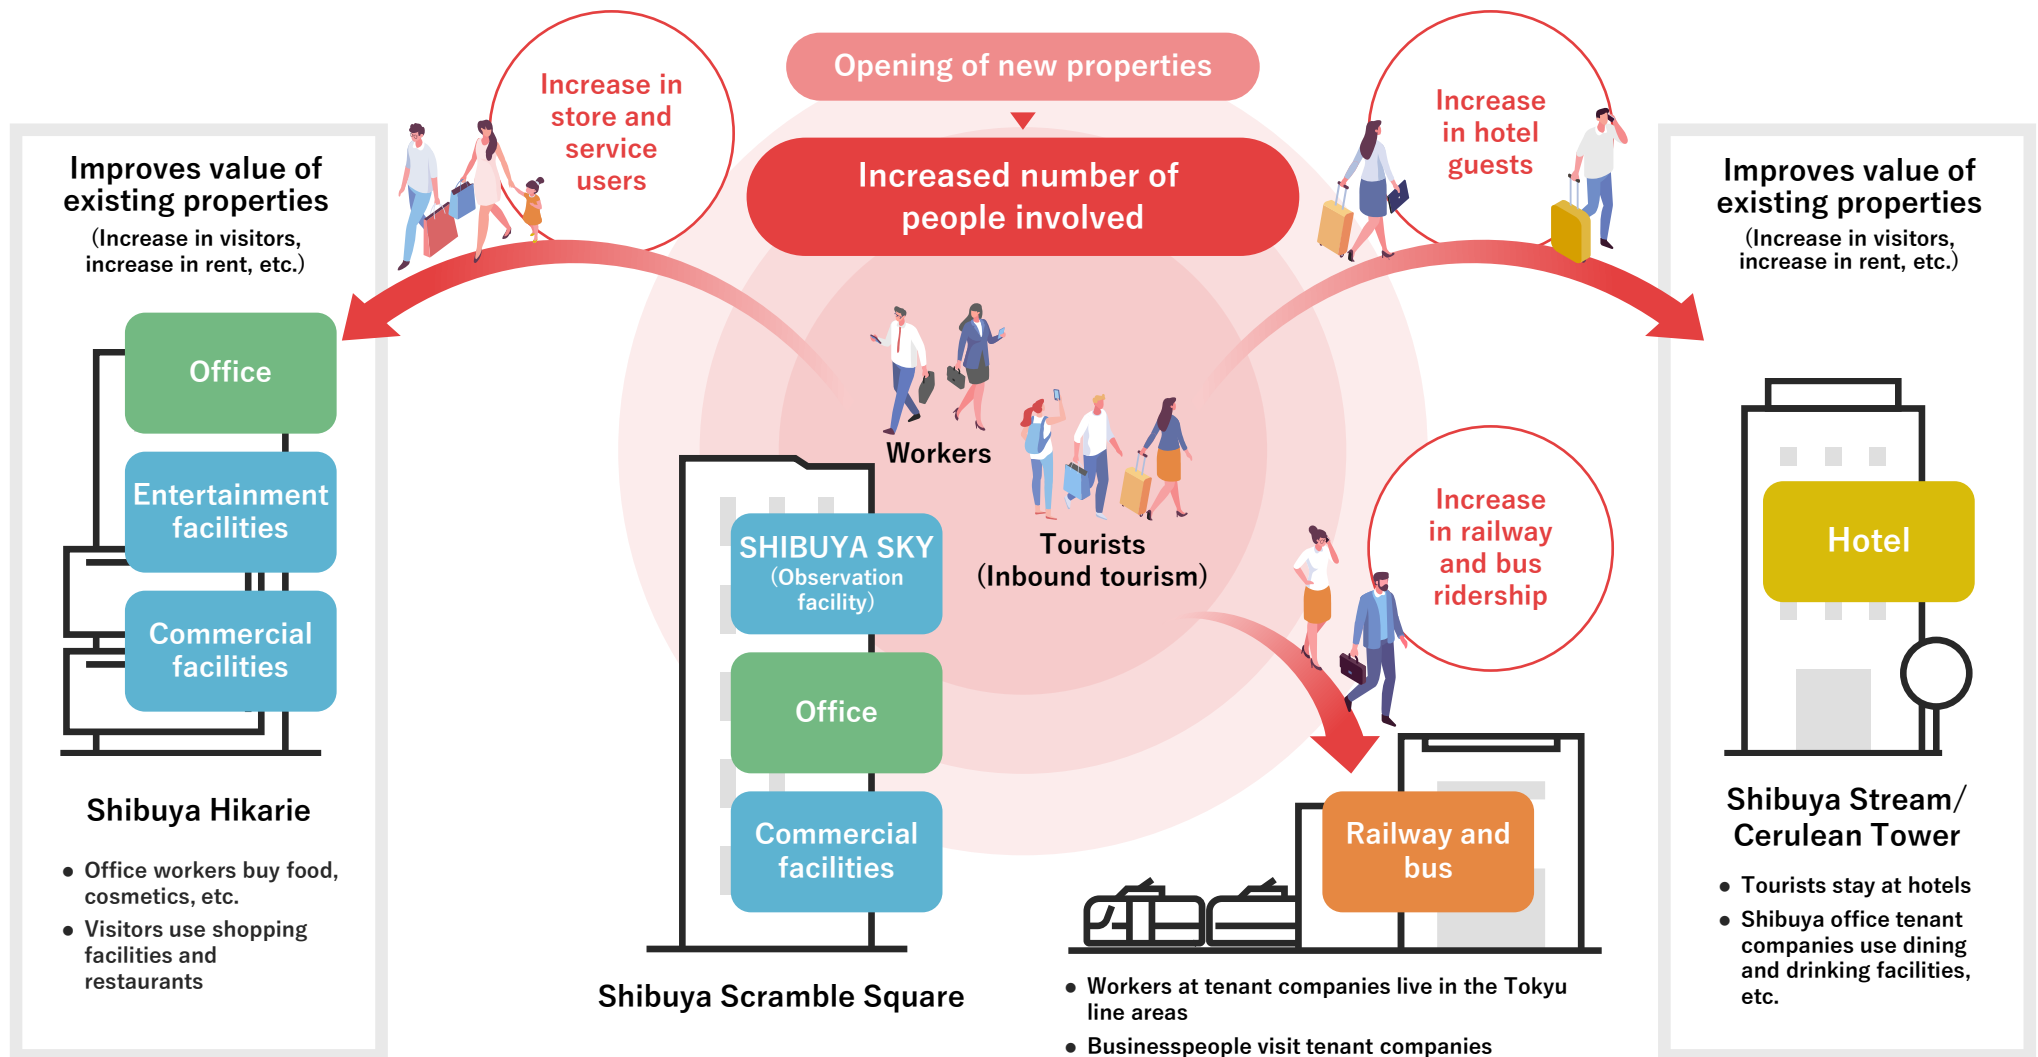 Opening of new properties
Increased number of
people involved
Increase in
store and
service
users
Increase
in hotel
guests
Improves value of
existing properties
(Increase in visitors,
increase in rent, etc.)
Office
Entertainment
facilities
Commercial
facilities
Shibuya Hikarie
● Office workers buy food,
cosmetics, etc.
● Visitors use shopping
facilities and
restaurants
Workers
Tourists
(Inbound tourism)
SHIBUYA SKY
(Observation
facility)
Office
Commercial
facilities
Shibuya Scramble Square
Increase
in railway
and bus
ridership
Railway and
bus
● Workers at tenant companies live in the Tokyu
line areas
● Businesspeople visit tenant companies
Improves value of
existing properties
(Increase in visitors,
increase in rent, etc.)
Hotel
Shibuya Stream/
Cerulean Tower
● Tourists stay at hotels
● Shibuya office tenant
companies use dining
and drinking facilities,
etc.